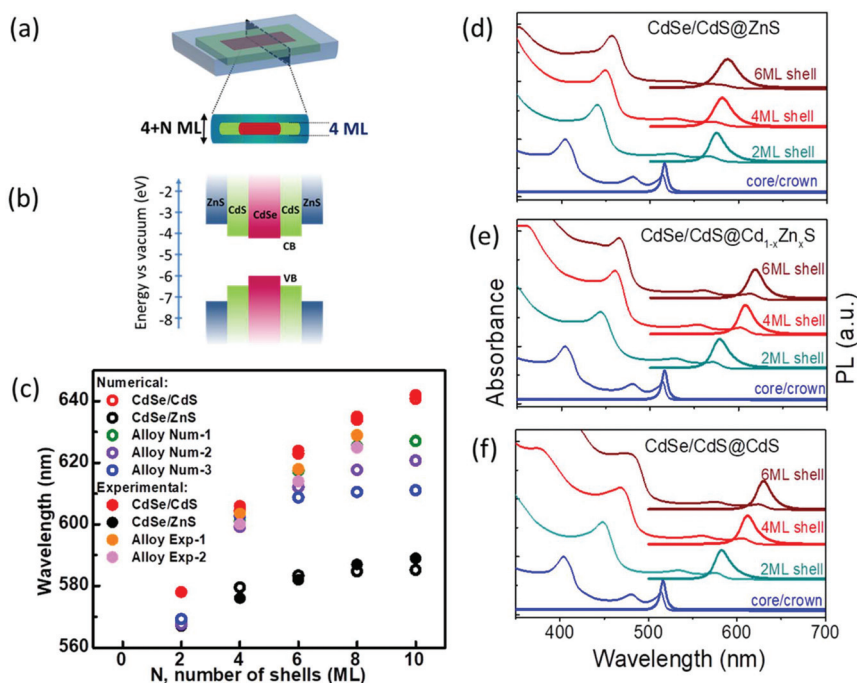 (a)
4+N ML
4 ML
(b)
Energy vs vacuum (eV)
-2
-3
-4
-5
-6
-7
-8
ZnS
CdS
CdSe
CdS
ZnS
CB
VB
(c)
Wavelength (nm)
640
620
600
580
560
Numerical:
CdSe/CdS
CdSe/ZnS
Alloy Num-1
Alloy Num-2
Alloy Num-3
Experimental:
CdSe/CdS
CdSe/ZnS
Alloy Exp-1
Alloy Exp-2
0 2 4 6 8 10
N, number of shells (ML)
(d)
CdSe/CdS@ZnS
6ML shell
4ML shell
2ML shell
core/crown
(e)
CdSe/CdS@Cd₁₋ₓZnₓS
6ML shell
4ML shell
2ML shell
core/crown
Absorbance
PL (a.u.)
(f)
CdSe/CdS@CdS
6ML shell
4ML shell
2ML shell
core/crown
400 500 600 700
Wavelength (nm)